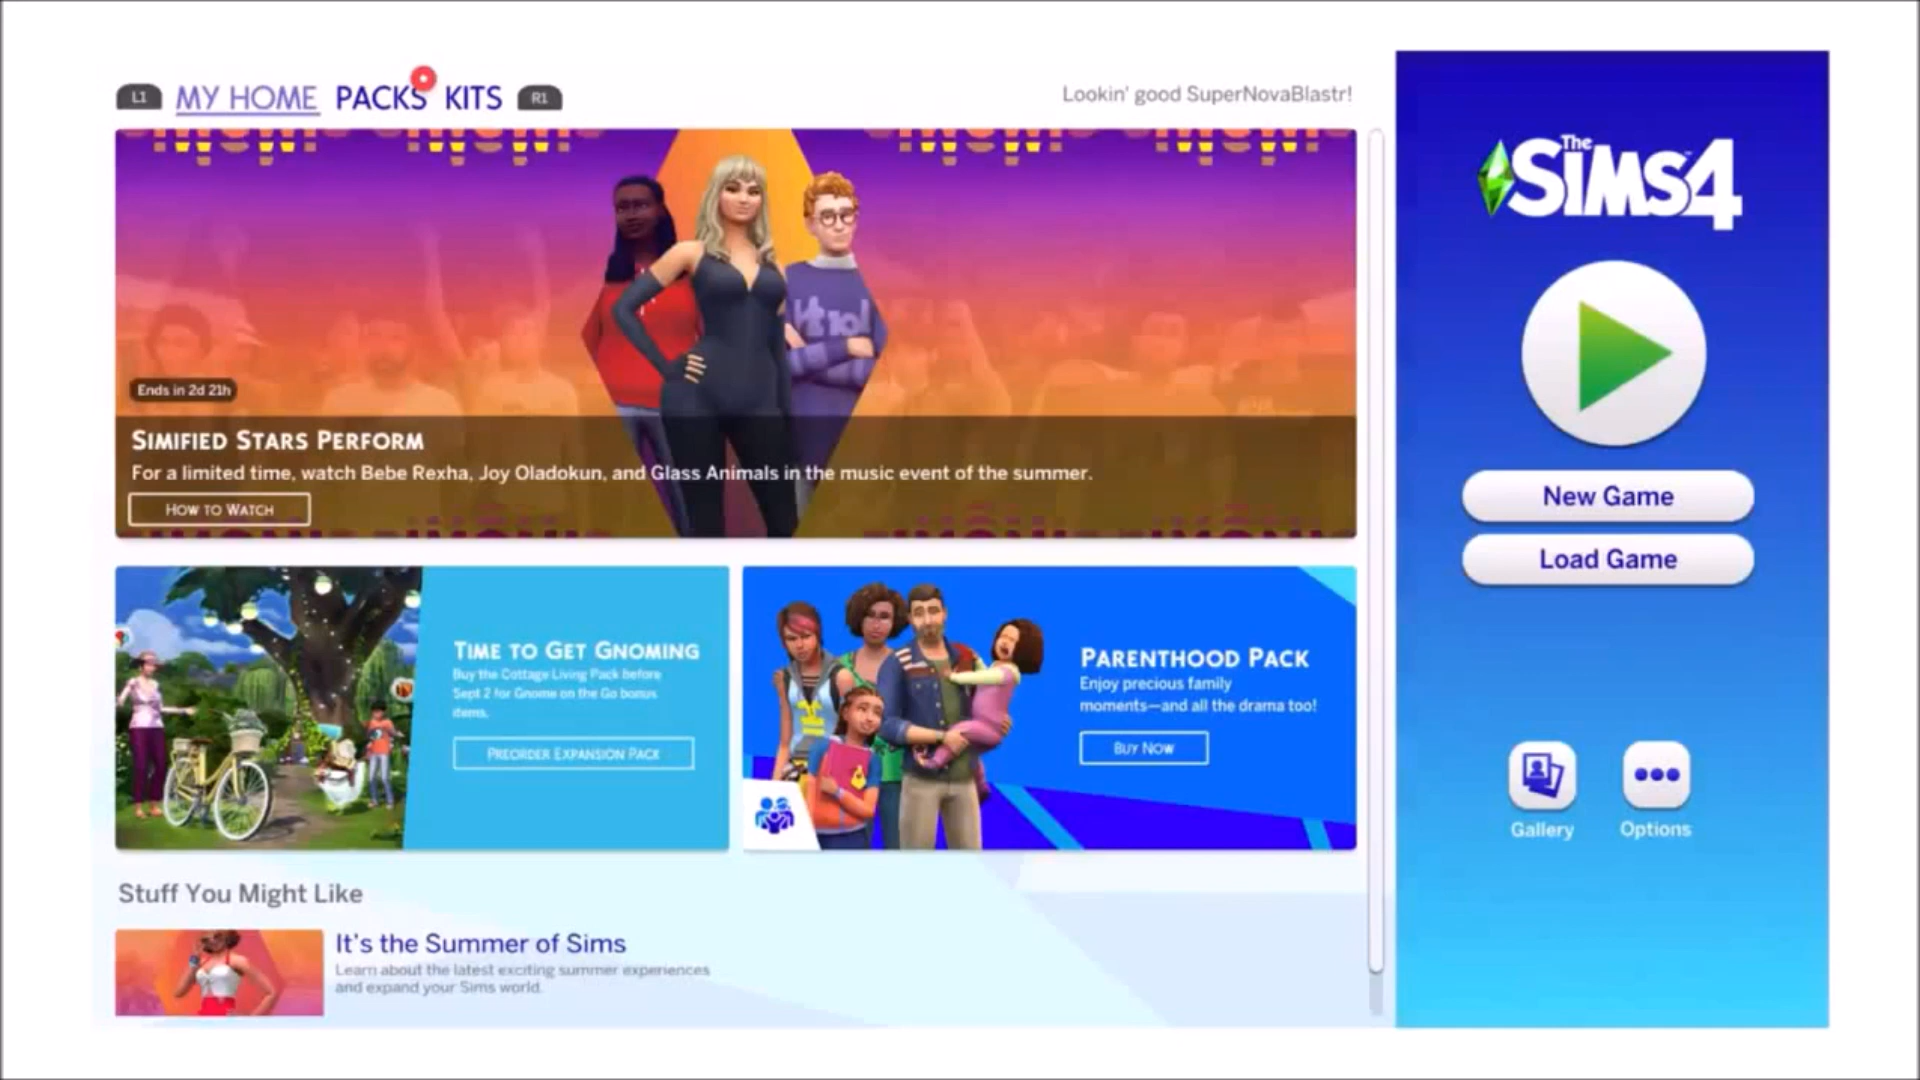 L1 MY HOME PACKS KITS R1
Lookin' good SuperNovaBlastr!
Ends in 2d 21h
SIMIFIED STARS PERFORM
For a limited time, watch Bebe Rexha, Joy Oladokun, and Glass Animals in the music event of the summer.
HOW TO WATCH
TIME TO GET GNOMING
Buy the Cottage Living Pack before
Sept 2 for Gnome on the Go bonus
items.
PREORDER EXPANSION PACK
PARENTHOOD PACK
Enjoy precious family
moments—and all the drama too!
BUY NOW
Stuff You Might Like
It's the Summer of Sims
Learn about the latest exciting summer experiences
and expand your Sims world.
The SIMS 4
New Game
Load Game
Gallery
Options